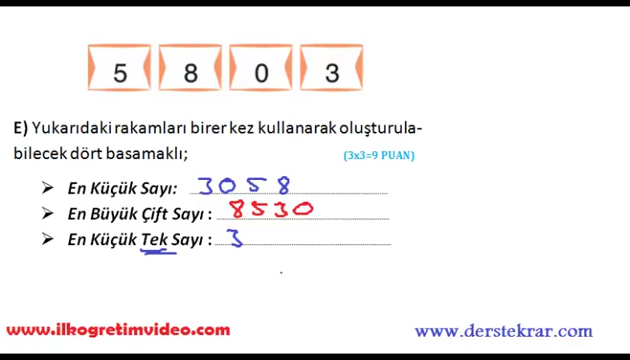 5 8 0 3
E) Yukarıdaki rakamları birer kez kullanarak oluşturula-
bilecek dört basamaklı; (3x3=9 PUAN)
➤ En Küçük Sayı: 3058
➤ En Büyük Çift Sayı : 8530
➤ En Küçük Tek Sayı : 3
www.ilkogretimvideo.com www.derstekrar.com